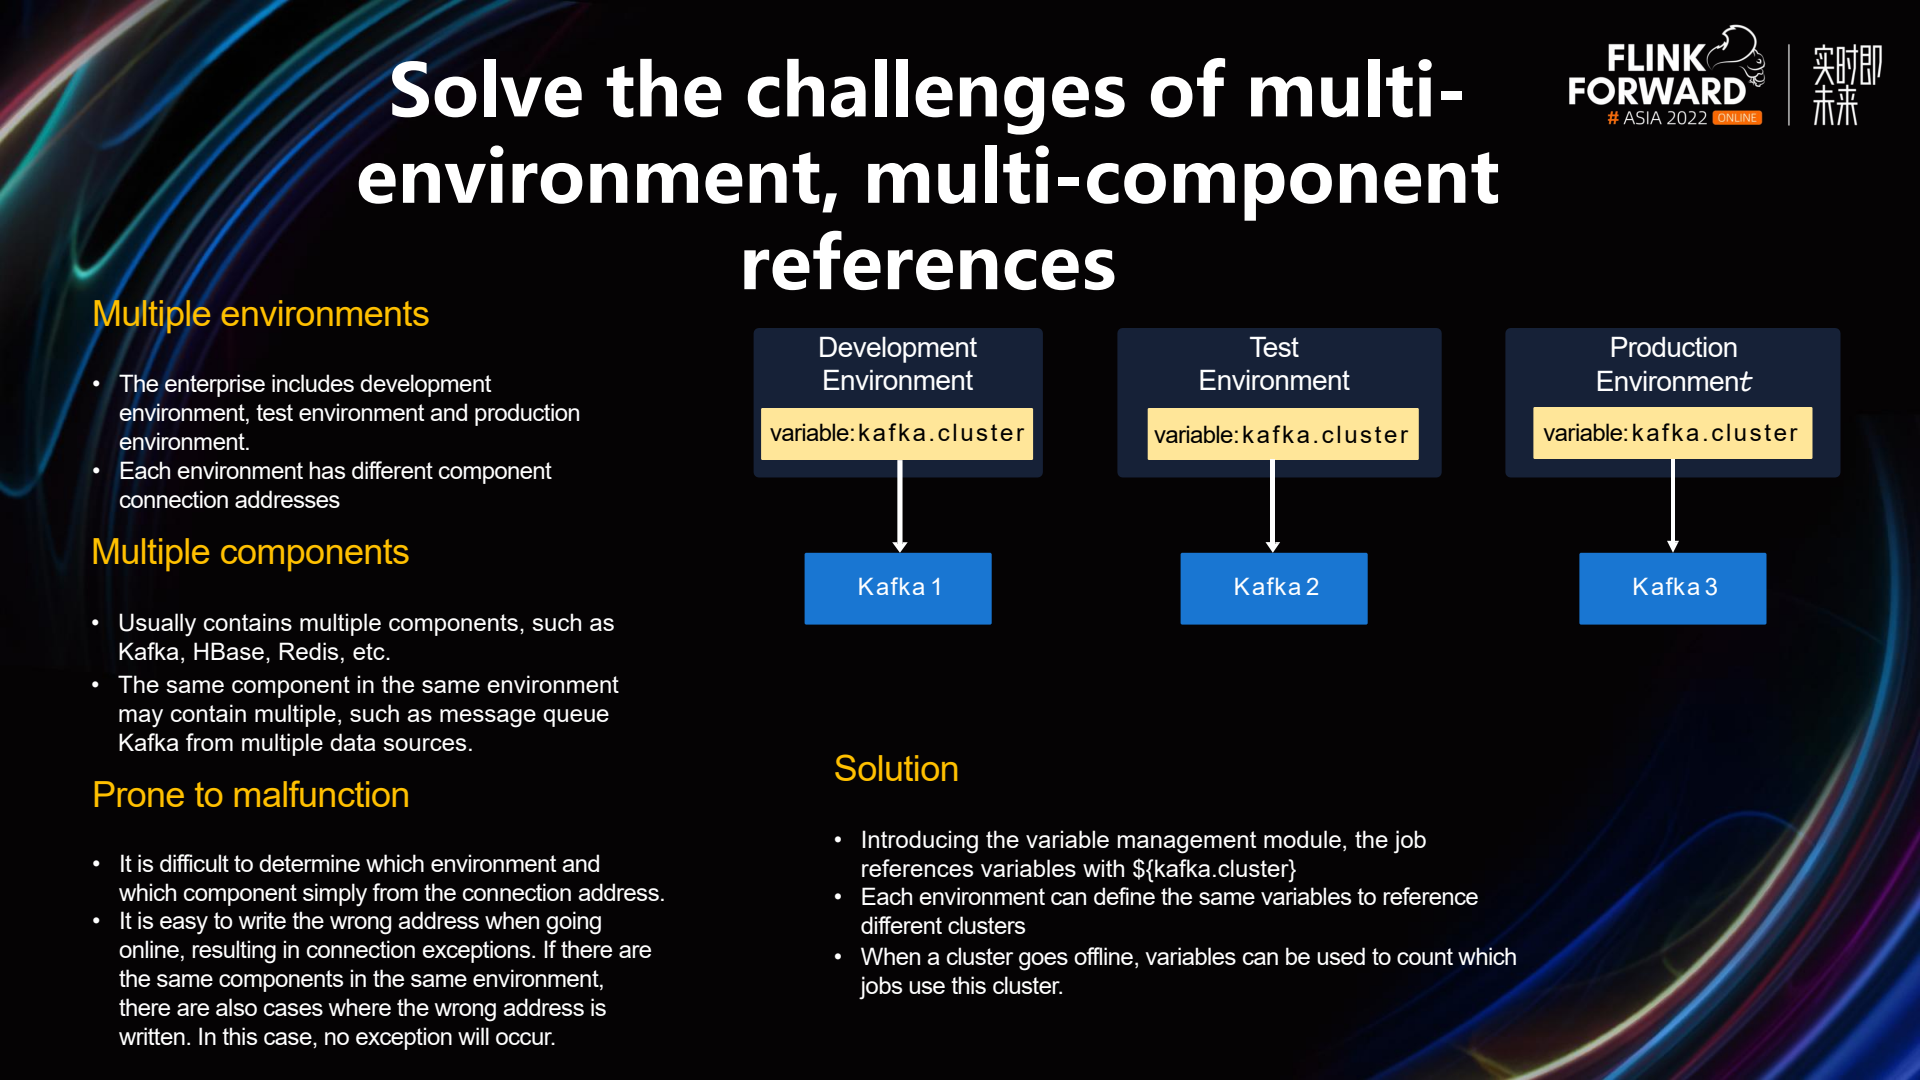 Solve the challenges of multi-
environment, multi-component
references
FLINK
FORWARD
# ASIA 2022 ONLINE
实时即
未来
Multiple environments
• The enterprise includes development
environment, test environment and production
environment.
• Each environment has different component
connection addresses
Multiple components
• Usually contains multiple components, such as
Kafka, HBase, Redis, etc.
• The same component in the same environment
may contain multiple, such as message queue
Kafka from multiple data sources.
Prone to malfunction
• It is difficult to determine which environment and
which component simply from the connection address.
• It is easy to write the wrong address when going
online, resulting in connection exceptions. If there are
the same components in the same environment,
there are also cases where the wrong address is
written. In this case, no exception will occur.
Development
Environment
variable:kafka.cluster
Kafka 1
Test
Environment
variable:kafka.cluster
Kafka 2
Production
Environment
variable:kafka.cluster
Kafka 3
Solution
• Introducing the variable management module, the job
references variables with ${kafka.cluster}
• Each environment can define the same variables to reference
different clusters
• When a cluster goes offline, variables can be used to count which
jobs use this cluster.